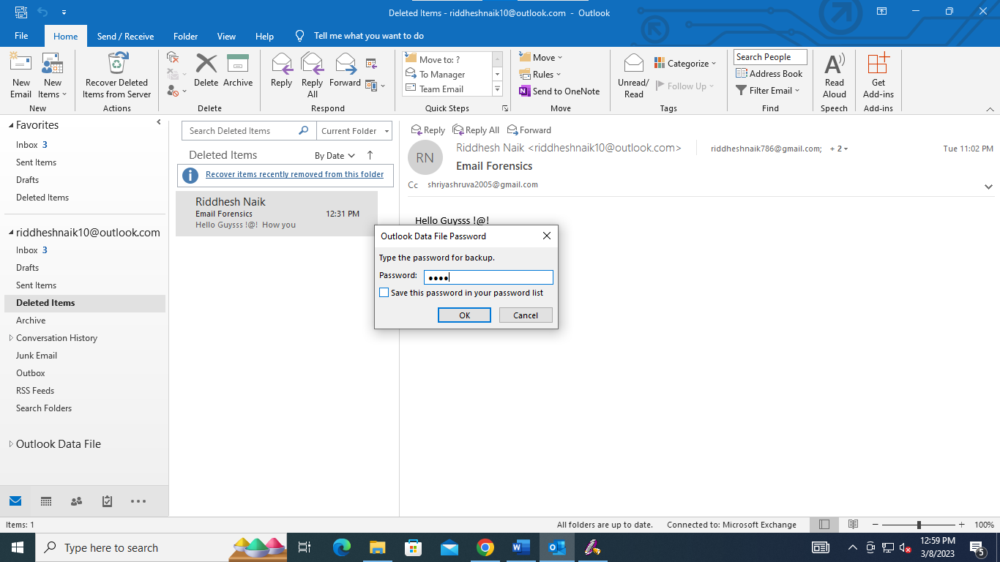 Deleted Items - riddheshnaik10@outlook.com - Outlook
File Home Send / Receive Folder View Help Tell me what you want to do
New Email
New Items
New
Recover Deleted Items from Server
Actions
Delete
Archive
Delete
Reply
Reply All
Forward
Respond
Move to: ?
To Manager
Team Email
Quick Steps
Move
Rules
Send to OneNote
Move
Unread/ Read
Categorize
Follow Up
Tags
Search People
Address Book
Filter Email
Find
Read Aloud
Speech
Get Add-ins
Add-ins
Favorites
Inbox 3
Sent Items
Drafts
Deleted Items
riddheshnaik10@outlook.com
Inbox 3
Drafts
Sent Items
Deleted Items
Archive
Conversation History
Junk Email
Outbox
RSS Feeds
Search Folders
Outlook Data File
Search Deleted Items
Current Folder
Deleted Items By Date
Recover items recently removed from this folder
Riddhesh Naik
Email Forensics 12:31 PM
Hello Guysss !@! How you
Reply Reply All Forward
RN
Riddhesh Naik <riddheshnaik10@outlook.com> riddheshnaik786@gmail.com; + 2 Tue 11:02 PM
Email Forensics
Cc shriyashruva2005@gmail.com
Hello Guysss !@!
Outlook Data File Password
Type the password for backup.
Password: ●●●●
Save this password in your password list
OK Cancel
Items: 1 All folders are up to date. Connected to: Microsoft Exchange 100%
Type here to search
12:59 PM
3/8/2023
5